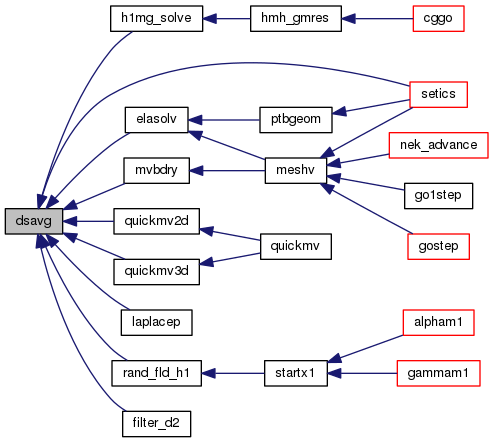 h1mg_solve
hmh_gmres
cggo
setics
elasolv
ptbgeom
nek_advance
mvbdry
meshv
go1step
dsavg
quickmv2d
quickmv
gostep
quickmv3d
laplacep
alpham1
rand_fld_h1
startx1
gammam1
filter_d2